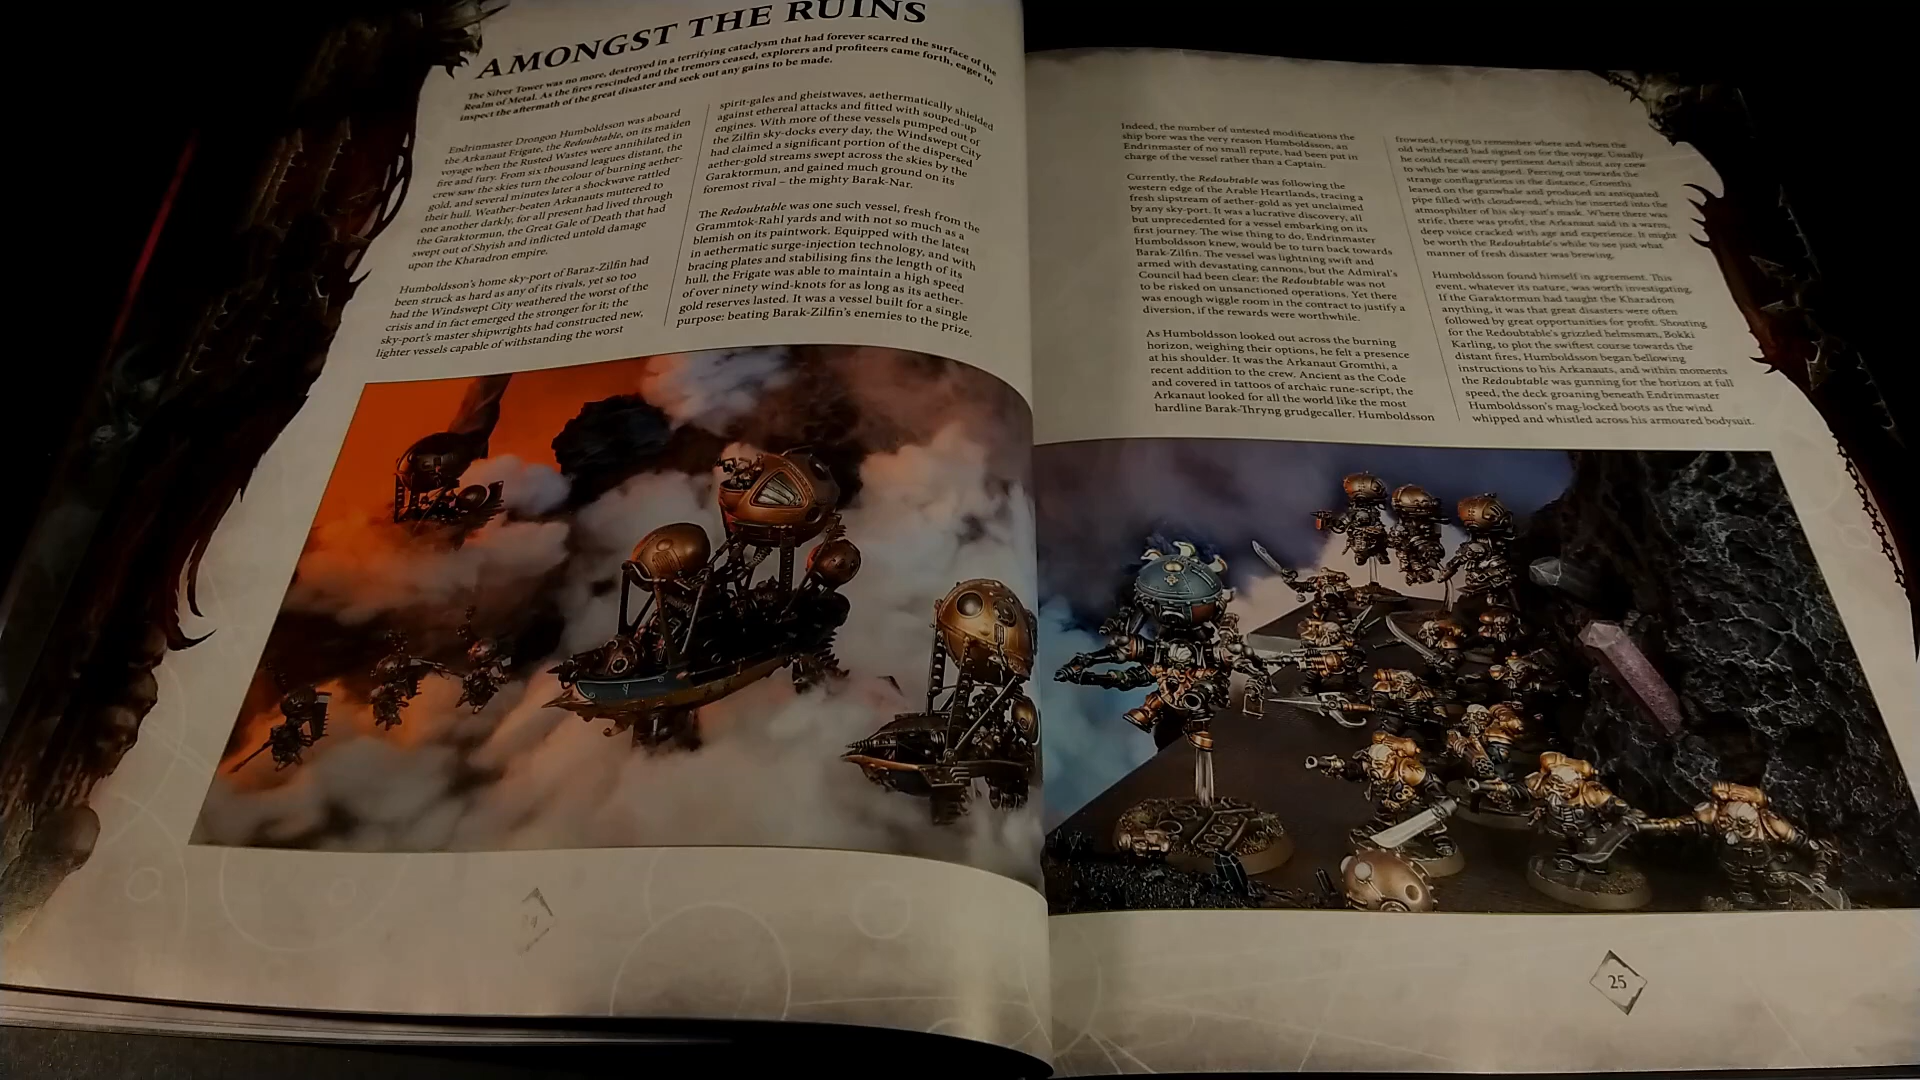 AMONGST THE RUINS
The Silver Tower was no more, destroyed in a terrifying cataclysm that had forever scarred the surface of the
Realm of Metal. As the fires rescinded and the tremors ceased, explorers and profiteers came forth, eager to
inspect the aftermath of the great disaster and seek out any gains to be made.
Endrinmaster Drongon Humboldsson was aboard
the Arkanaut Frigate, the Redoubtable, on its maiden
voyage when the Rusted Wastes were annihilated in
fire and fury. From six thousand leagues distant, the
crew saw the skies turn the colour of burning aether-
gold, and several minutes later a shockwave rattled
their hull. Weather-beaten Arkanauts muttered to
one another darkly, for all present had lived through
the Garaktormun, the Great Gale of Death that had
swept out of Shyish and inflicted untold damage
upon the Kharadron empire.
Humboldsson's home sky-port of Baraz-Zilfin had
been struck as hard as any of its rivals, yet so too
had the Windswept City weathered the worst of the
crisis and in fact emerged the stronger for it; the
sky-port's master shipwrights had constructed new,
lighter vessels capable of withstanding the worst
spirit-gales and gheistwaves, aethermatically shielded
against ethereal attacks and fitted with souped-up
engines. With more of these vessels pumped out of
the Zilfin sky-docks every day, the Windswept City
had claimed a significant portion of the dispersed
aether-gold streams swept across the skies by the
Garaktormun, and gained much ground on its
foremost rival – the mighty Barak-Nar.
The Redoubtable was one such vessel, fresh from the
Grammtok-Rahl yards and with not so much as a
blemish on its paintwork. Equipped with the latest
in aethermatic surge-injection technology, and with
bracing plates and stabilising fins the length of its
hull, the Frigate was able to maintain a high speed
of over ninety wind-knots for as long as its aether-
gold reserves lasted. It was a vessel built for a single
purpose: beating Barak-Zilfin's enemies to the prize.
Indeed, the number of untested modifications the
ship bore was the very reason Humboldsson, an
Endrinmaster of no small repute, had been put in
charge of the vessel rather than a Captain.
Currently, the Redoubtable was following the
western edge of the Arable Heartlands, tracing a
fresh slipstream of aether-gold as yet unclaimed
by any sky-port. It was a lucrative discovery, all
but unprecedented for a vessel embarking on its
first journey. The wise thing to do, Endrinmaster
Humboldsson knew, would be to turn back towards
Barak-Zilfin. The vessel was lightning swift and
armed with devastating cannons, but the Admiral's
Council had been clear: the Redoubtable was not
to be risked on unsanctioned operations. Yet there
was enough wiggle room in the contract to justify a
diversion, if the rewards were worthwhile.
As Humboldsson looked out across the burning
horizon, weighing their options, he felt a presence
at his shoulder. It was the Arkanaut Gromthi, a
recent addition to the crew. Ancient as the Code
and covered in tattoos of archaic rune-script, the
Arkanaut looked for all the world like the most
hardline Barak-Thryng grudgecaller. Humboldsson
frowned, trying to remember where and when the
old whitebeard had signed on for the voyage. Usually
he could recall every pertinent detail about any crew
to which he was assigned. Peering out towards the
strange conflagrations in the distance, Gromthi
leaned on the gunwhale and produced an antiquated
pipe filled with cloudweed, which he inserted into the
atmosphilter of his sky-suit's mask. Where there was
strife, there was profit, the Arkanaut said in a warm,
deep voice cracked with age and experience. It might
be worth the Redoubtable's while to see just what
manner of fresh disaster was brewing.
Humboldsson found himself in agreement. This
event, whatever its nature, was worth investigating.
If the Garaktormun had taught the Kharadron
anything, it was that great disasters were often
followed by great opportunities for profit. Shouting
for the Redoubtable's grizzled helmsman, Bokki
Karling, to plot the swiftest course towards the
distant fires, Humboldsson began bellowing
instructions to his Arkanauts, and within moments
the Redoubtable was gunning for the horizon at full
speed, the deck groaning beneath Endrinmaster
Humboldsson's mag-locked boots as the wind
whipped and whistled across his armoured bodysuit.
25